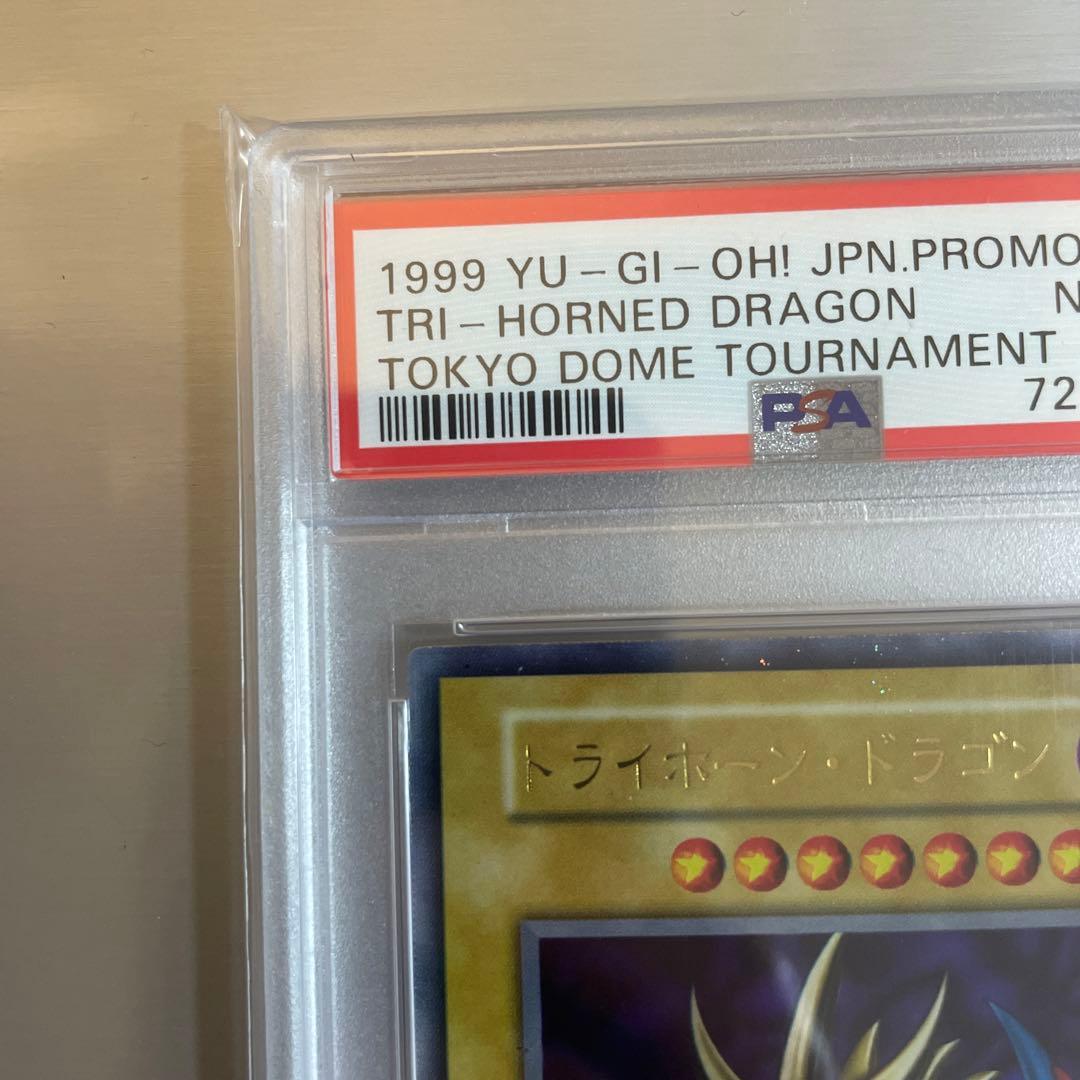 1999 YU-GI-OH! JPN.PROMO
TRI-HORNED DRAGON
TOKYO DOME TOURNAMENT
72
PSA
トライホーン・ドラゴン